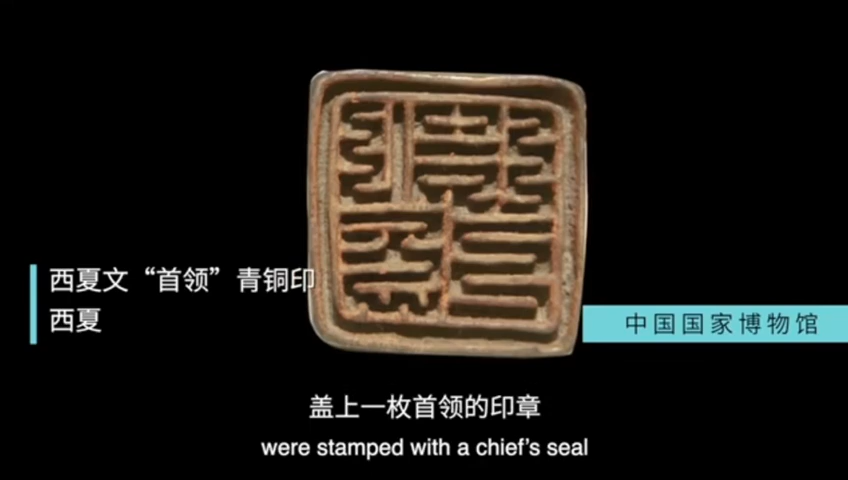 西夏文“首领”青铜印
西夏
中国国家博物馆
盖上一枚首领的印章
were stamped with a chief's seal